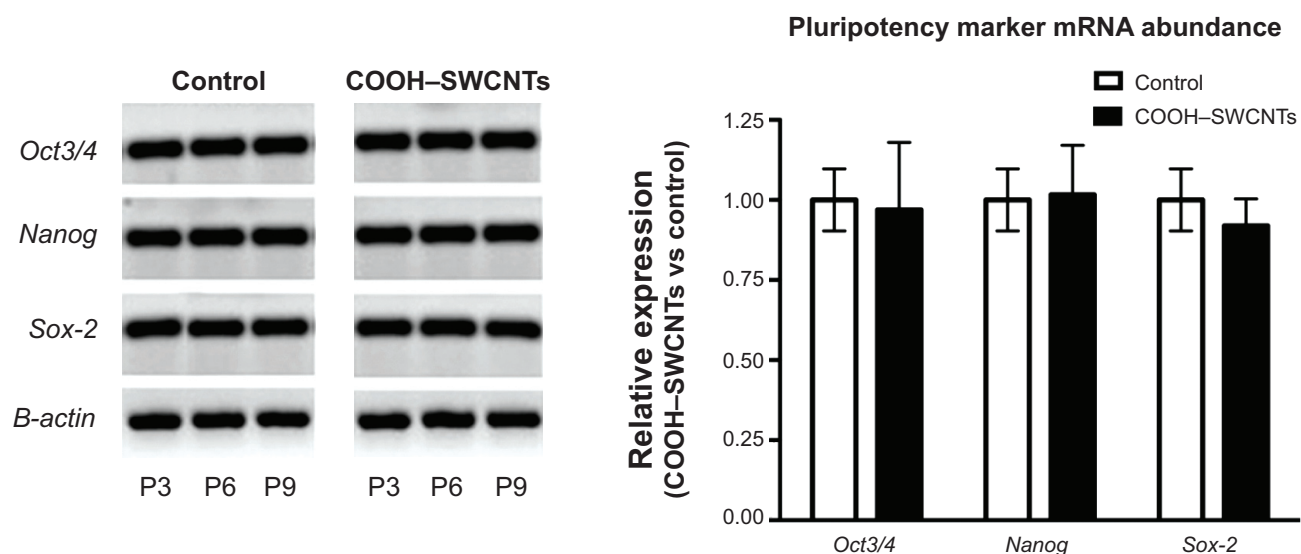 Control
COOH–SWCNTs
Oct3/4
Nanog
Sox-2
B-actin
P3 P6 P9
P3 P6 P9
Pluripotency marker mRNA abundance
Control
COOH–SWCNTs
Relative expression
(COOH–SWCNTs vs control)
1.25
1.00
0.75
0.50
0.25
0.00
Oct3/4
Nanog
Sox-2